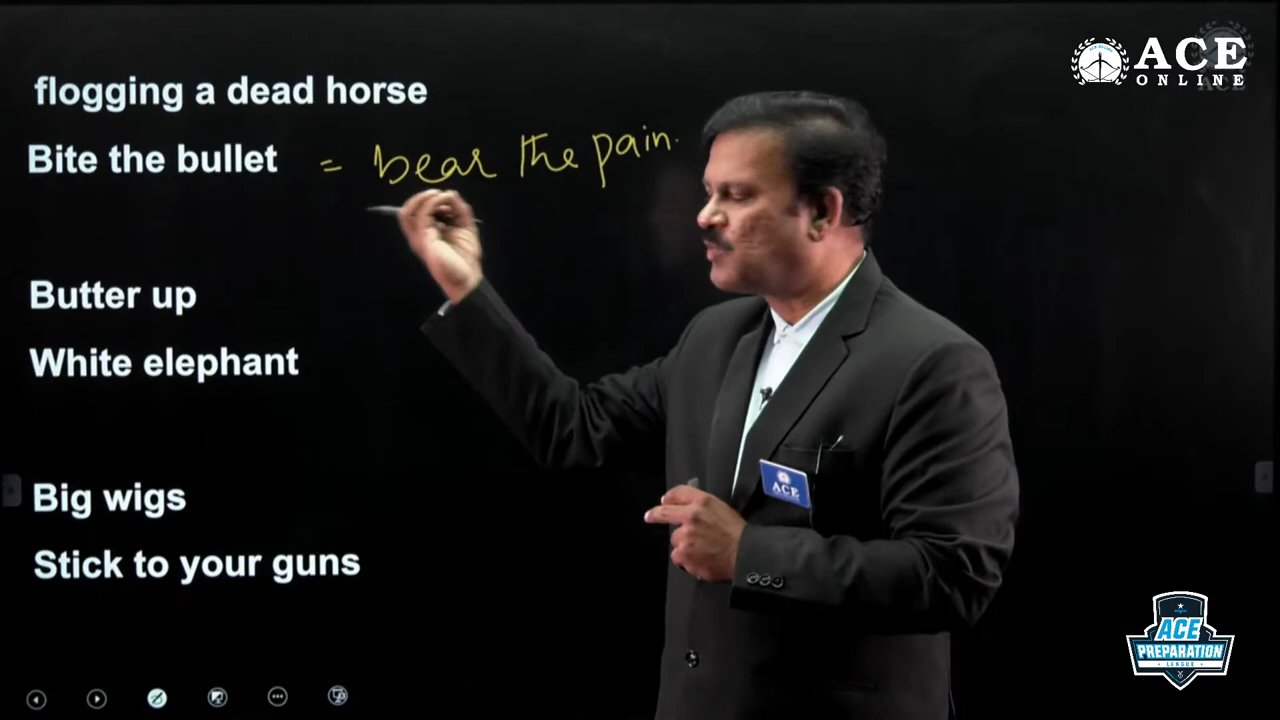 flogging a dead horse
Bite the bullet = bear the pain.
Butter up
White elephant
Big wigs
Stick to your guns
ACE
ONLINE
ACE
ACE
PREPARATION
LEAGUE